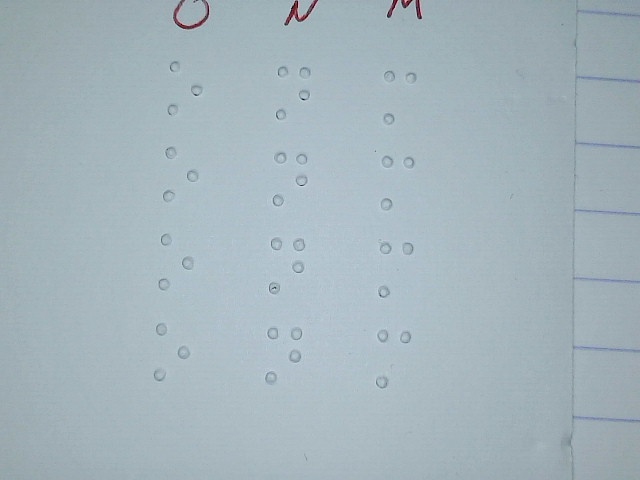 O N M
⠕ ⠝ ⠍
⠕ ⠝ ⠍
⠕ ⠝ ⠍
⠕ ⠝ ⠍